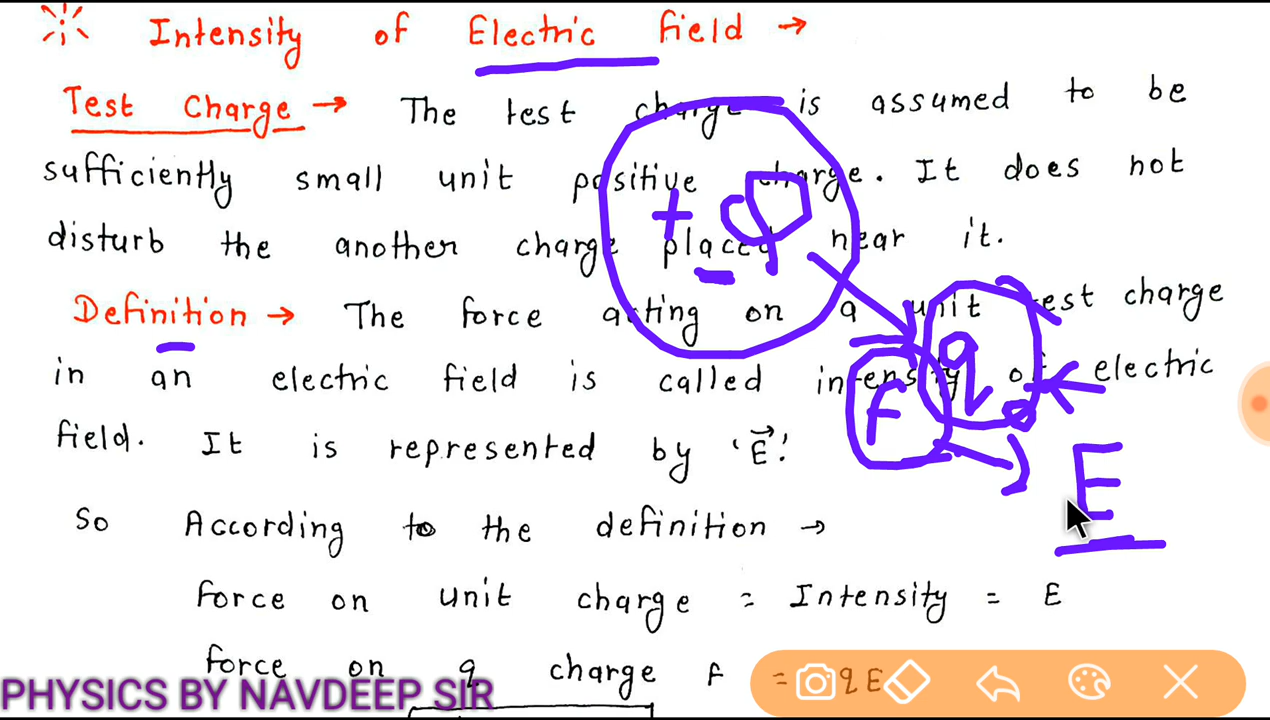 Intensity of Electric field →
Test Charge → The test charge is assumed to be
sufficiently small unit positive charge. It does not
disturb the another charge placed near it.
+ Q
Definition → The force acting on a unit test charge
in an electric field is called intensity of electric
q
F
field. It is represented by 'E⃗'.
E
So According to the definition →
force on unit charge = Intensity = E
force on q charge F = qE
PHYSICS BY NAVDEEP SIR